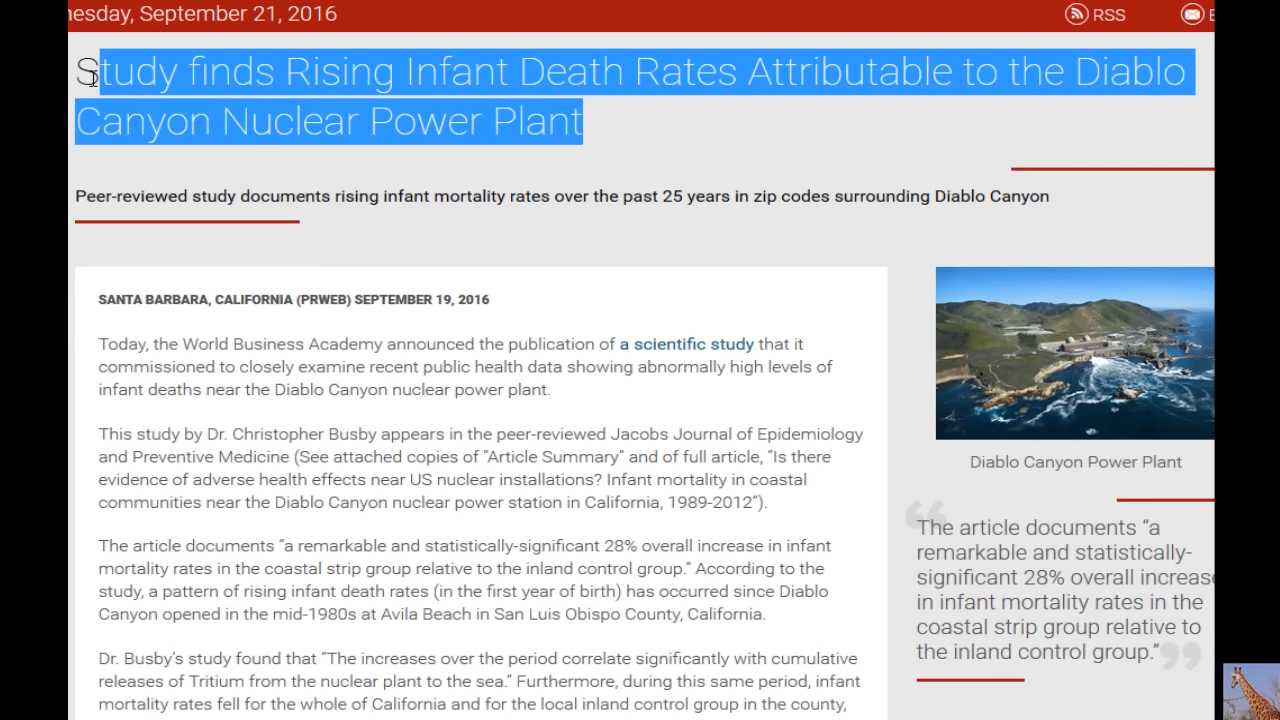 nesday, September 21, 2016
RSS
Study finds Rising Infant Death Rates Attributable to the Diablo
Canyon Nuclear Power Plant
Peer-reviewed study documents rising infant mortality rates over the past 25 years in zip codes surrounding Diablo Canyon
SANTA BARBARA, CALIFORNIA (PRWEB) SEPTEMBER 19, 2016
Today, the World Business Academy announced the publication of a scientific study that it
commissioned to closely examine recent public health data showing abnormally high levels of
infant deaths near the Diablo Canyon nuclear power plant.
This study by Dr. Christopher Busby appears in the peer-reviewed Jacobs Journal of Epidemiology
and Preventive Medicine (See attached copies of “Article Summary” and of full article, “Is there
evidence of adverse health effects near US nuclear installations? Infant mortality in coastal
communities near the Diablo Canyon nuclear power station in California, 1989-2012”).
The article documents “a remarkable and statistically-significant 28% overall increase in infant
mortality rates in the coastal strip group relative to the inland control group.” According to the
study, a pattern of rising infant death rates (in the first year of birth) has occurred since Diablo
Canyon opened in the mid-1980s at Avila Beach in San Luis Obispo County, California.
Dr. Busby’s study found that “The increases over the period correlate significantly with cumulative
releases of Tritium from the nuclear plant to the sea.” Furthermore, during this same period, infant
mortality rates fell for the whole of California and for the local inland control group in the county,
Diablo Canyon Power Plant
“The article documents “a
remarkable and statistically-
significant 28% overall increase
in infant mortality rates in the
coastal strip group relative to
the inland control group.””